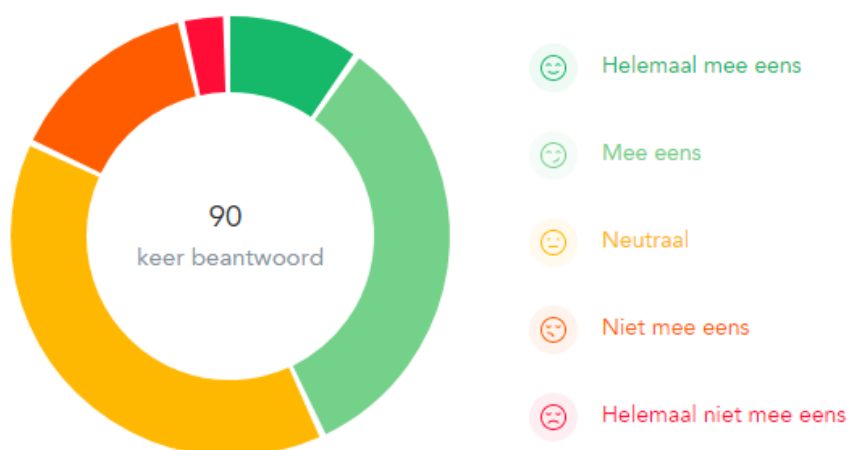 90
keer beantwoord
Helemaal mee eens
Mee eens
Neutraal
Niet mee eens
Helemaal niet mee eens